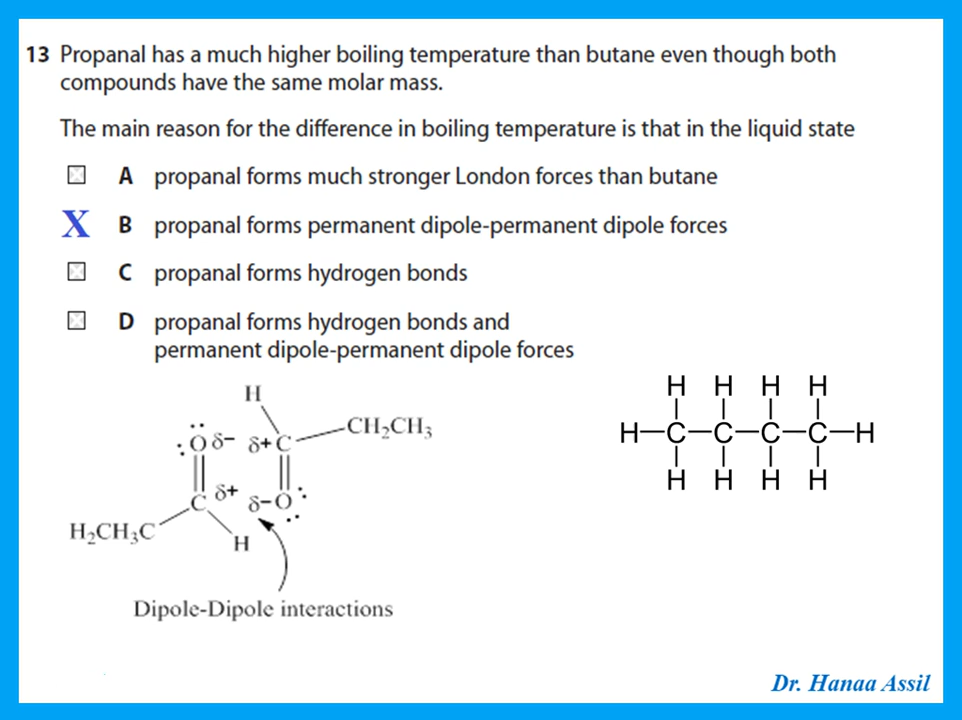 13 Propanal has a much higher boiling temperature than butane even though both
compounds have the same molar mass.
The main reason for the difference in boiling temperature is that in the liquid state
A propanal forms much stronger London forces than butane
X B propanal forms permanent dipole-permanent dipole forces
C propanal forms hydrogen bonds
D propanal forms hydrogen bonds and
permanent dipole-permanent dipole forces
H
O δ− δ+ C CH₂CH₃
C δ+ δ−O
H₂CH₃C H
Dipole-Dipole interactions
H H H H
H—C—C—C—C—H
H H H H
Dr. Hanaa Assil